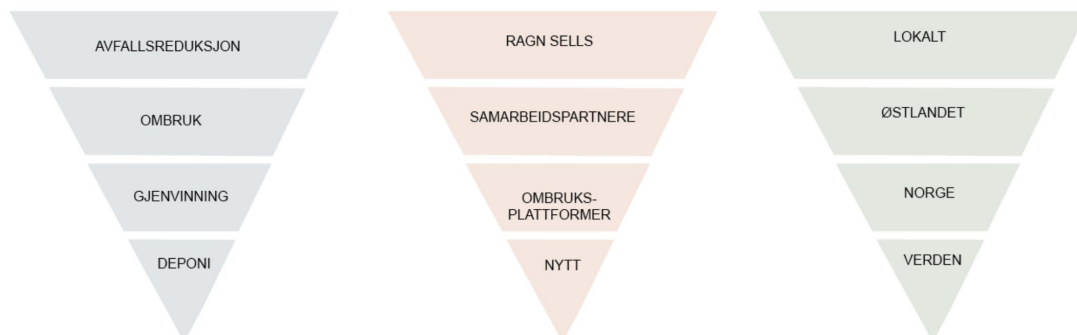 AVFALLSREDUKSJON
OMBRUK
GJENVINNING
DEPONI
RAGN SELLS
SAMARBEIDSPARTNERE
OMBRUKS-
PLATTFORMER
NYTT
LOKALT
ØSTLANDET
NORGE
VERDEN